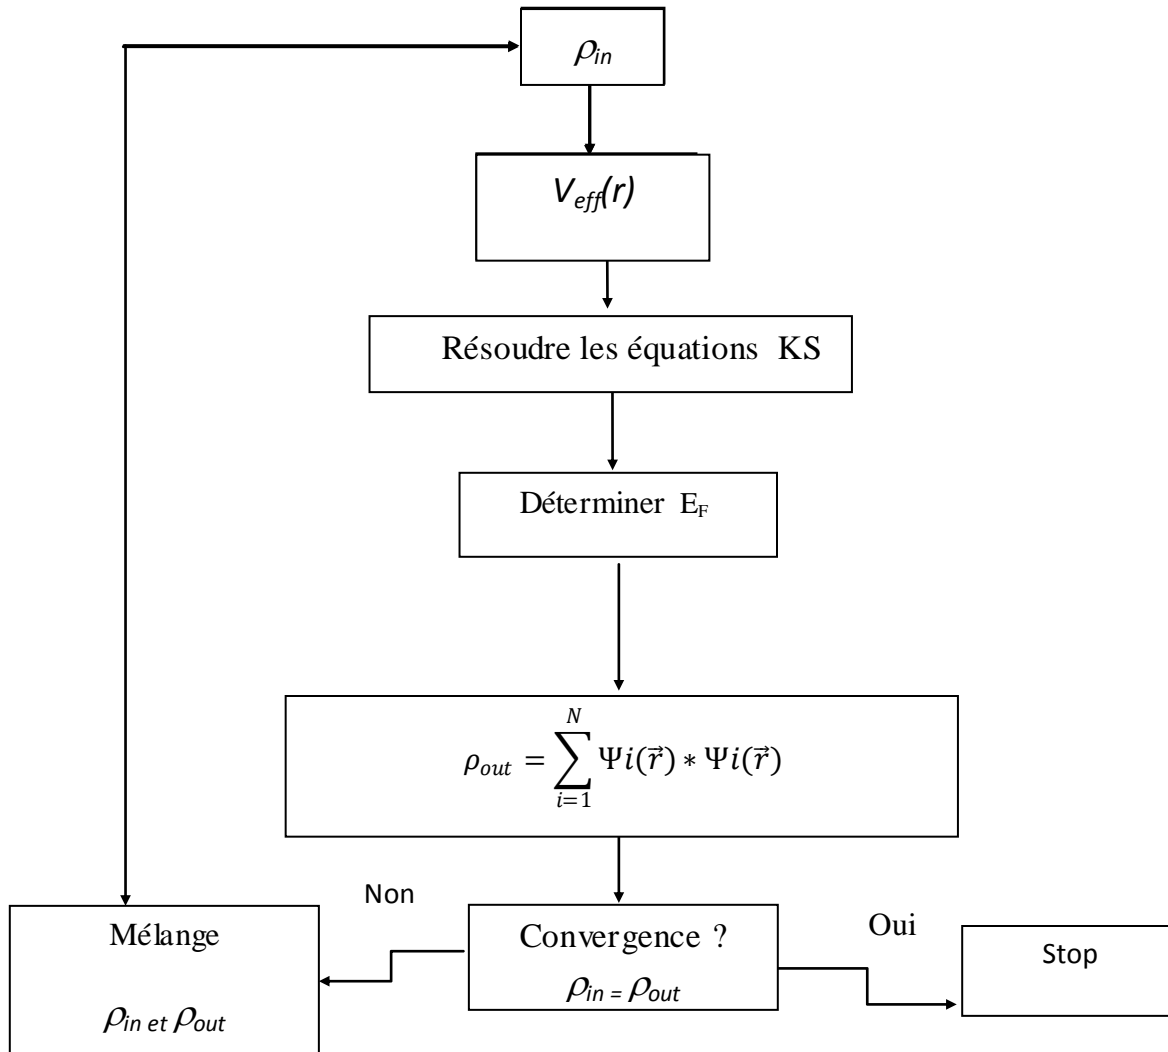 ρin
Veff(r)
Résoudre les équations KS
Déterminer EF
ρout = ∑_{i=1}^{N} Ψi(r⃗) * Ψi(r⃗)
Non
Convergence ?
ρin = ρout
Oui
Mélange
ρin et ρout
Stop